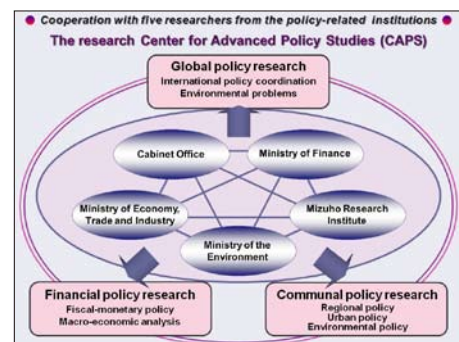 ● Cooperation with five researchers from the policy-related institutions ●
The research Center for Advanced Policy Studies (CAPS)
Global policy research
International policy coordination
Environmental problems
Cabinet Office
Ministry of Finance
Ministry of Economy,
Trade and Industry
Mizuho Research
Institute
Ministry of the
Environment
Financial policy research
Fiscal-monetary policy
Macro-economic analysis
Communal policy research
Regional policy
Urban policy
Environmental policy